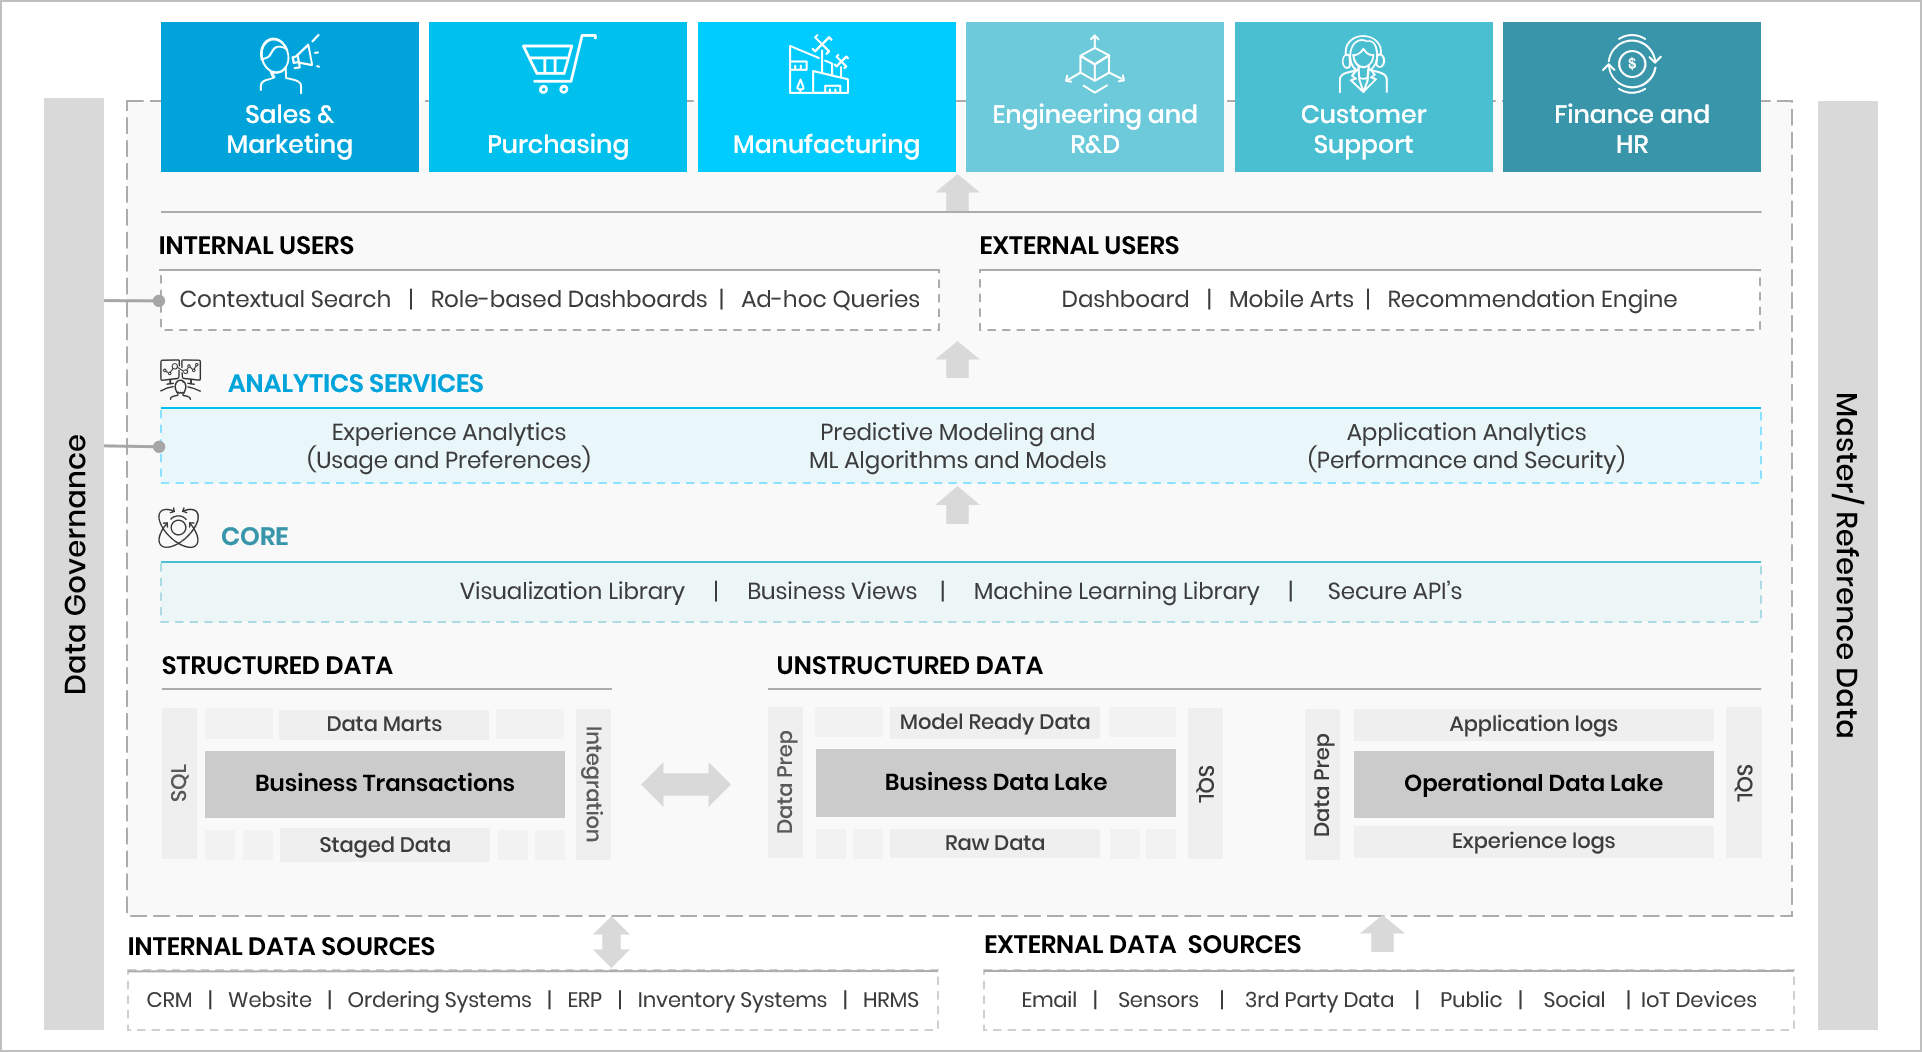 Sales &
Marketing
Purchasing
Manufacturing
Engineering and
R&D
Customer
Support
$
Finance and
HR
INTERNAL USERS
Contextual Search | Role-based Dashboards | Ad-hoc Queries
EXTERNAL USERS
Dashboard | Mobile Arts | Recommendation Engine
ANALYTICS SERVICES
Experience Analytics
(Usage and Preferences)
Predictive Modeling and
ML Algorithms and Models
Application Analytics
(Performance and Security)
CORE
Visualization Library | Business Views | Machine Learning Library | Secure API's
Data Governance
Master/ Reference Data
STRUCTURED DATA
SQL
Data Marts
Business Transactions
Staged Data
Integration
UNSTRUCTURED DATA
Data Prep
Model Ready Data
Business Data Lake
Raw Data
SQL
Data Prep
Application logs
Operational Data Lake
Experience logs
SQL
INTERNAL DATA SOURCES
CRM | Website | Ordering Systems | ERP | Inventory Systems | HRMS
EXTERNAL DATA SOURCES
Email | Sensors | 3rd Party Data | Public | Social | IoT Devices